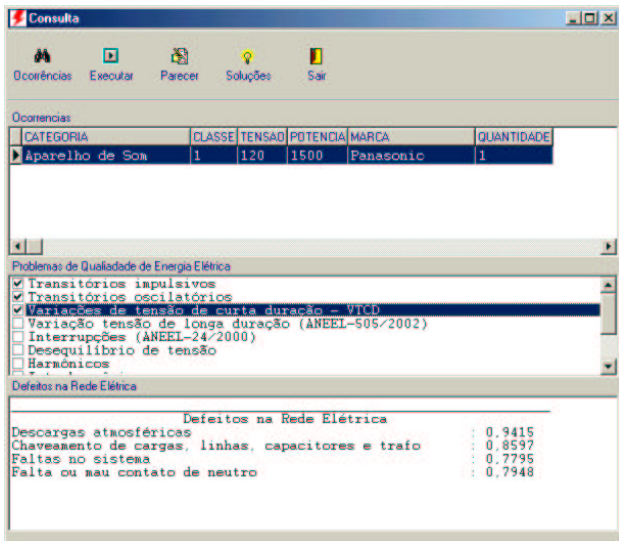 Consulta
Ocorrências Executar Parecer Soluções Sair
Ocorrencias
CATEGORIA CLASSE TENSAO POTENCIA MARCA QUANTIDADE
Aparelho de Som 1 120 1500 Panasonic 1
Problemas de Qualiadade de Energia Elétrica
Transitórios impulsivos
Transitórios oscilatórios
Variações de tensão de curta duração - VTCD
Variação tensão de longa duração (ANEEL-505/2002)
Interrupções (ANEEL-24/2000)
Desequilíbrio de tensão
Harmônicos
Defeitos na Rede Elétrica
Defeitos na Rede Elétrica
Descargas atmosféricas : 0,9415
Chaveamento de cargas, linhas, capacitores e trafo : 0,8597
Faltas no sistema : 0,7795
Falta ou mau contato de neutro : 0,7948